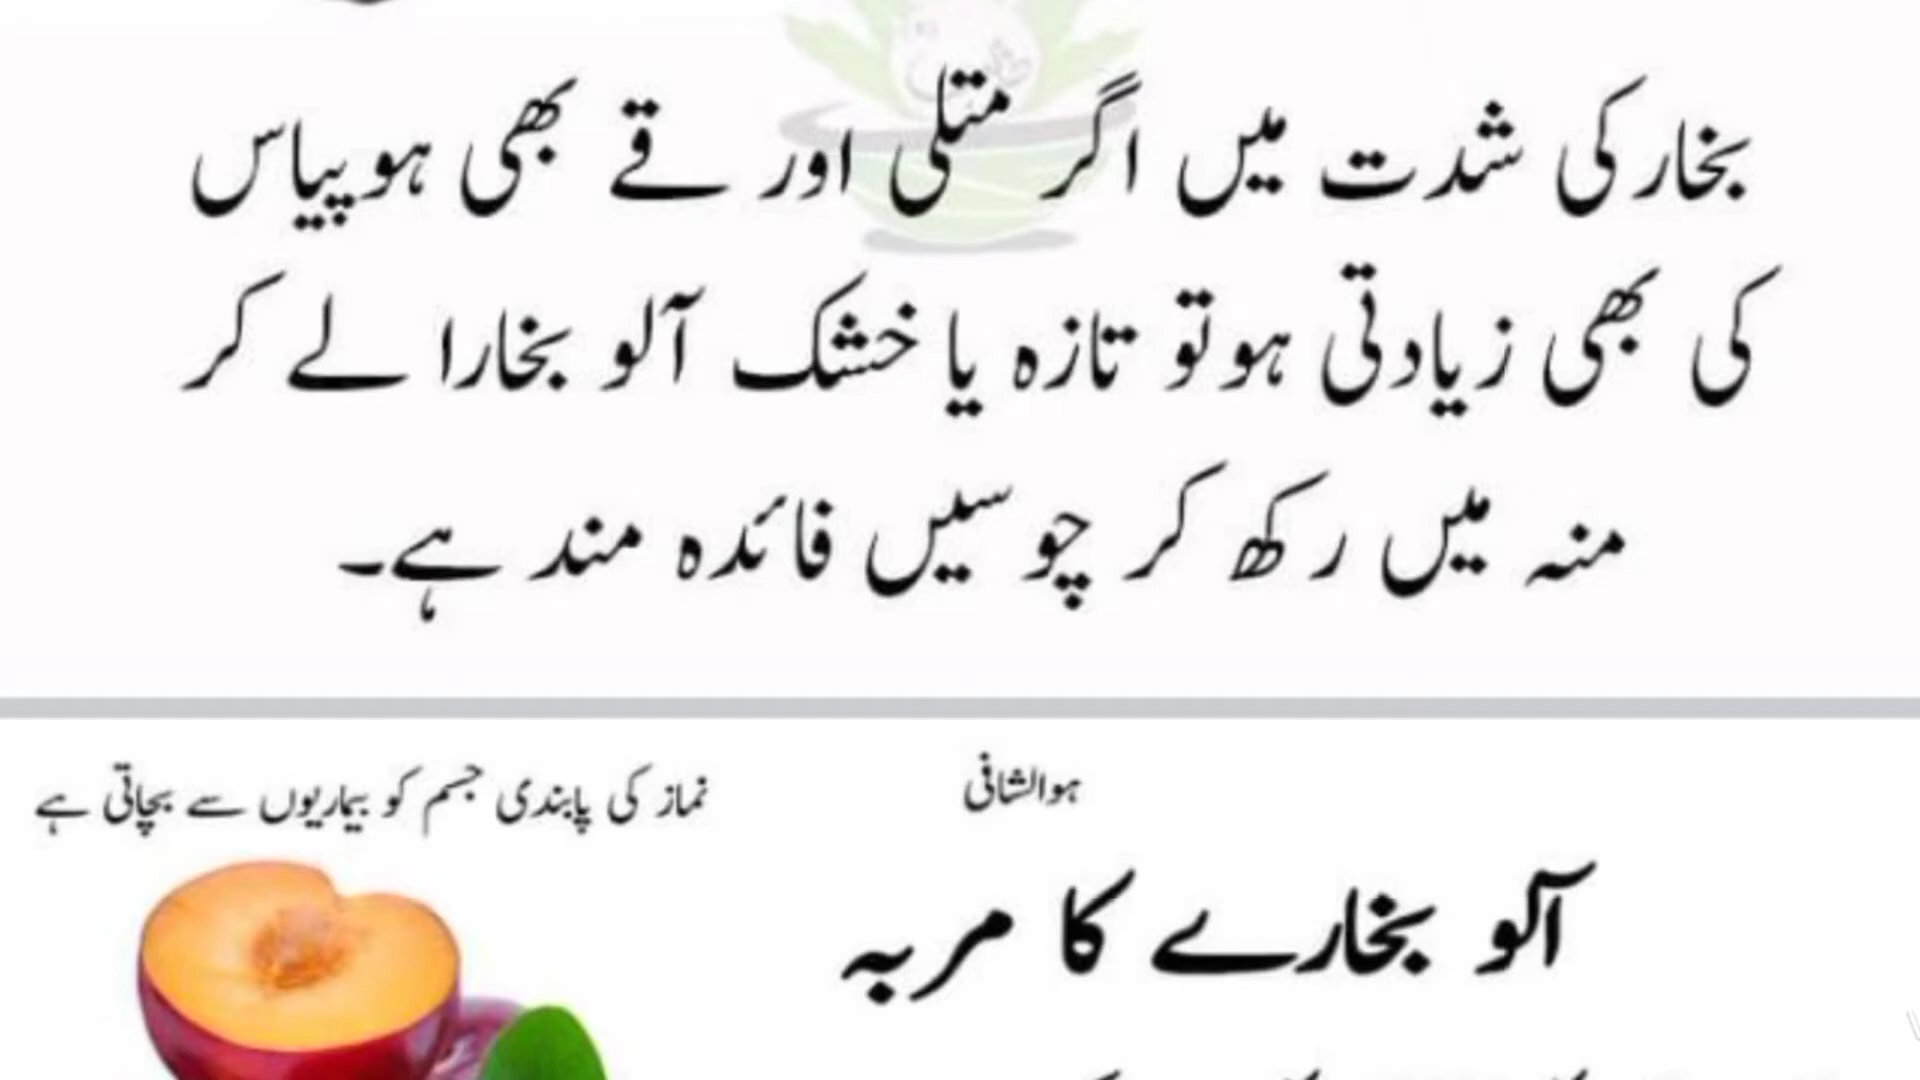 بخار کی شدت میں اگر متلی اور قے بھی ہو پیاس
کی بھی زیادتی ہو تو تازہ یا خشک آلو بخارا لے کر
منہ میں رکھ کر چوسیں فائدہ مند ہے۔
ہوالشافی
نماز کی پابندی جسم کو بیماریوں سے بچاتی ہے
آلو بخارے کا مربہ